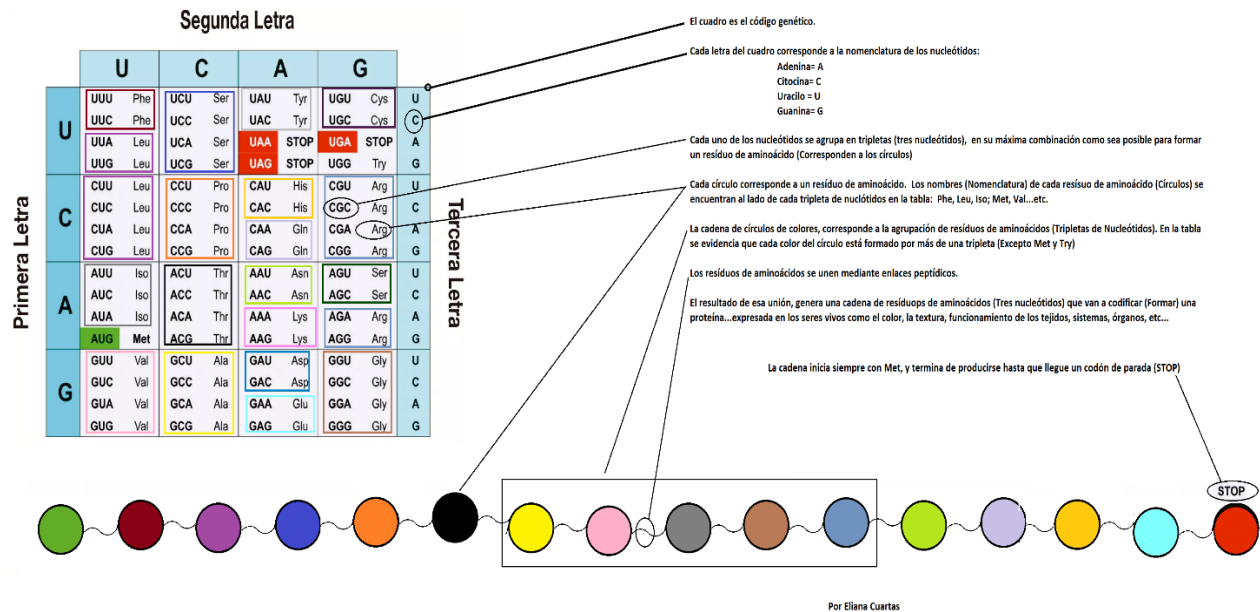 Segunda Letra
U C A G
Primera Letra
U
UUU Phe UCU Ser UAU Tyr UGU Cys U
UUC Phe UCC Ser UAC Tyr UGC Cys C
UUA Leu UCA Ser UAA STOP UGA STOP A
UUG Leu UCG Ser UAG STOP UGG Try G
C
CUU Leu CCU Pro CAU His CGU Arg U
CUC Leu CCC Pro CAC His CGC Arg C
CUA Leu CCA Pro CAA Gln CGA Arg A
CUG Leu CCG Pro CAG Gln CGG Arg G
A
AUU Iso ACU Thr AAU Asn AGU Ser U
AUC Iso ACC Thr AAC Asn AGC Ser C
AUA Iso ACA Thr AAA Lys AGA Arg A
AUG Met ACG Thr AAG Lys AGG Arg G
G
GUU Val GCU Ala GAU Asp GGU Gly U
GUC Val GCC Ala GAC Asp GGC Gly C
GUA Val GCA Ala GAA Glu GGA Gly A
GUG Val GCG Ala GAG Glu GGG Gly G
Tercera Letra
El cuadro es el código genético.
Cada letra del cuadro corresponde a la nomenclatura de los nucleótidos:
Adenina= A
Citocina= C
Uracilo = U
Guanina= G
Cada uno de los nucleótidos se agrupa en tripletas (tres nucleótidos), en su máxima combinación como sea posible para formar
un resíduo de aminoácido (Corresponden a los círculos)
Cada círculo corresponde a un resíduo de aminoácido. Los nombres (Nomenclatura) de cada resísuo de aminoácido (Círculos) se
encuentran al lado de cada tripleta de nuclótidos en la tabla: Phe, Leu, Iso; Met, Val...etc.
La cadena de círculos de colores, corresponde a la agrupación de resíduos de aminoácidos (Tripletas de Nucleótidos). En la tabla
se evidencia que cada color del círculo está formado por más de una tripleta (Excepto Met y Try)
Los resíduos de aminoácidos se unen mediante enlaces peptídicos.
El resultado de esa unión, genera una cadena de resíduops de aminoácidos (Tres nucleótidos) que van a codificar (Formar) una
proteína...expresada en los seres vivos como el color, la textura, funcionamiento de los tejidos, sistemas, órganos, etc...
La cadena inicia siempre con Met, y termina de producirse hasta que llegue un codón de parada (STOP)
STOP
Por Eliana Cuartas